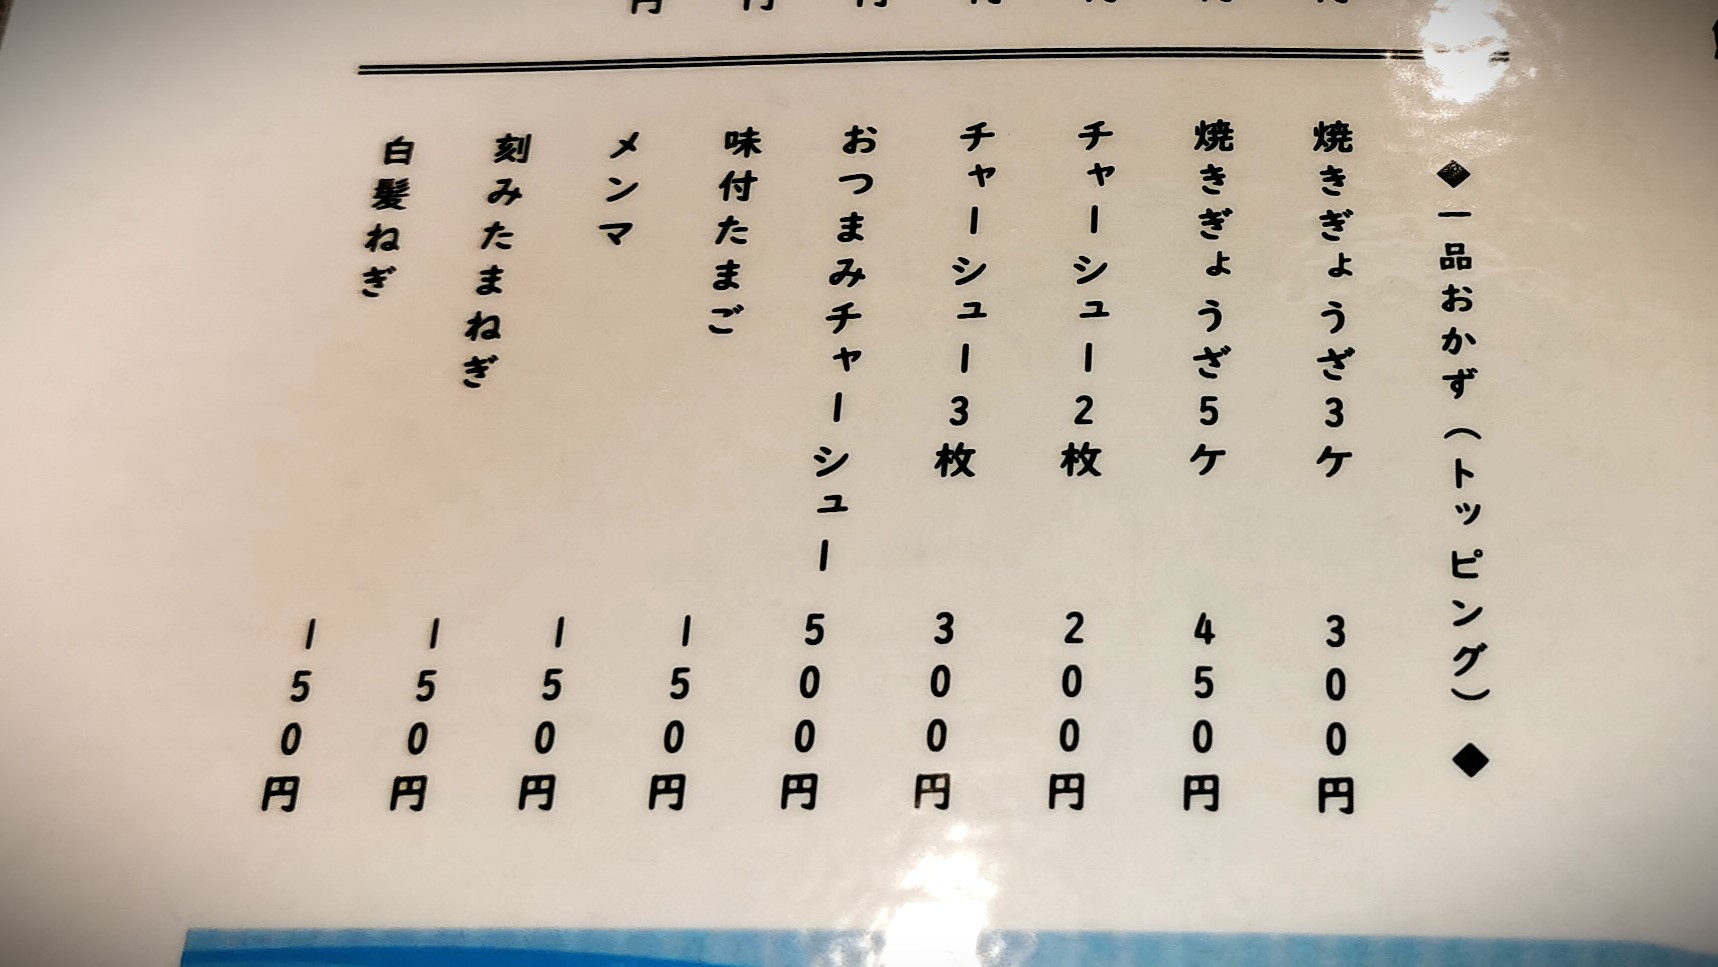 ◆一品おかず(トッピング)◆
焼きぎょうざ3ケ 300円
焼きぎょうざ5ケ 450円
チャーシュー2枚 200円
チャーシュー3枚 300円
おつまみチャーシュー 500円
味付たまご 150円
メンマ 150円
刻みたまねぎ 150円
白髪ねぎ 150円